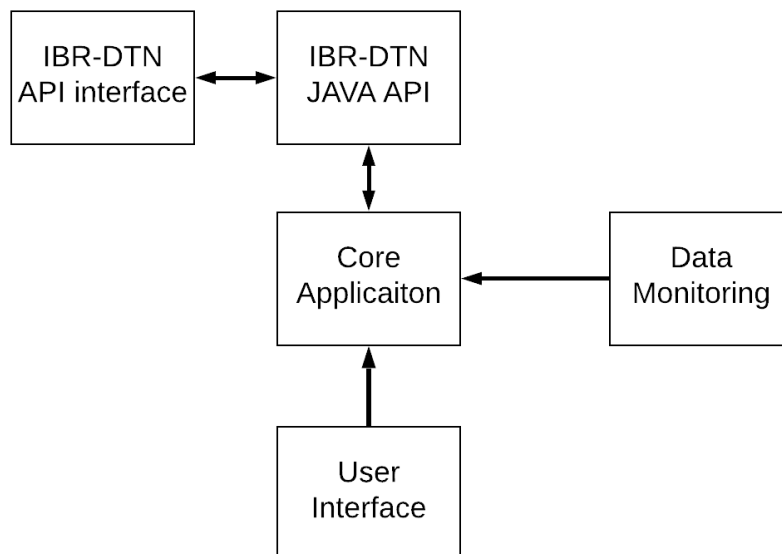 IBR-DTN
API interface
IBR-DTN
JAVA API
Core
Applicaiton
Data
Monitoring
User
Interface